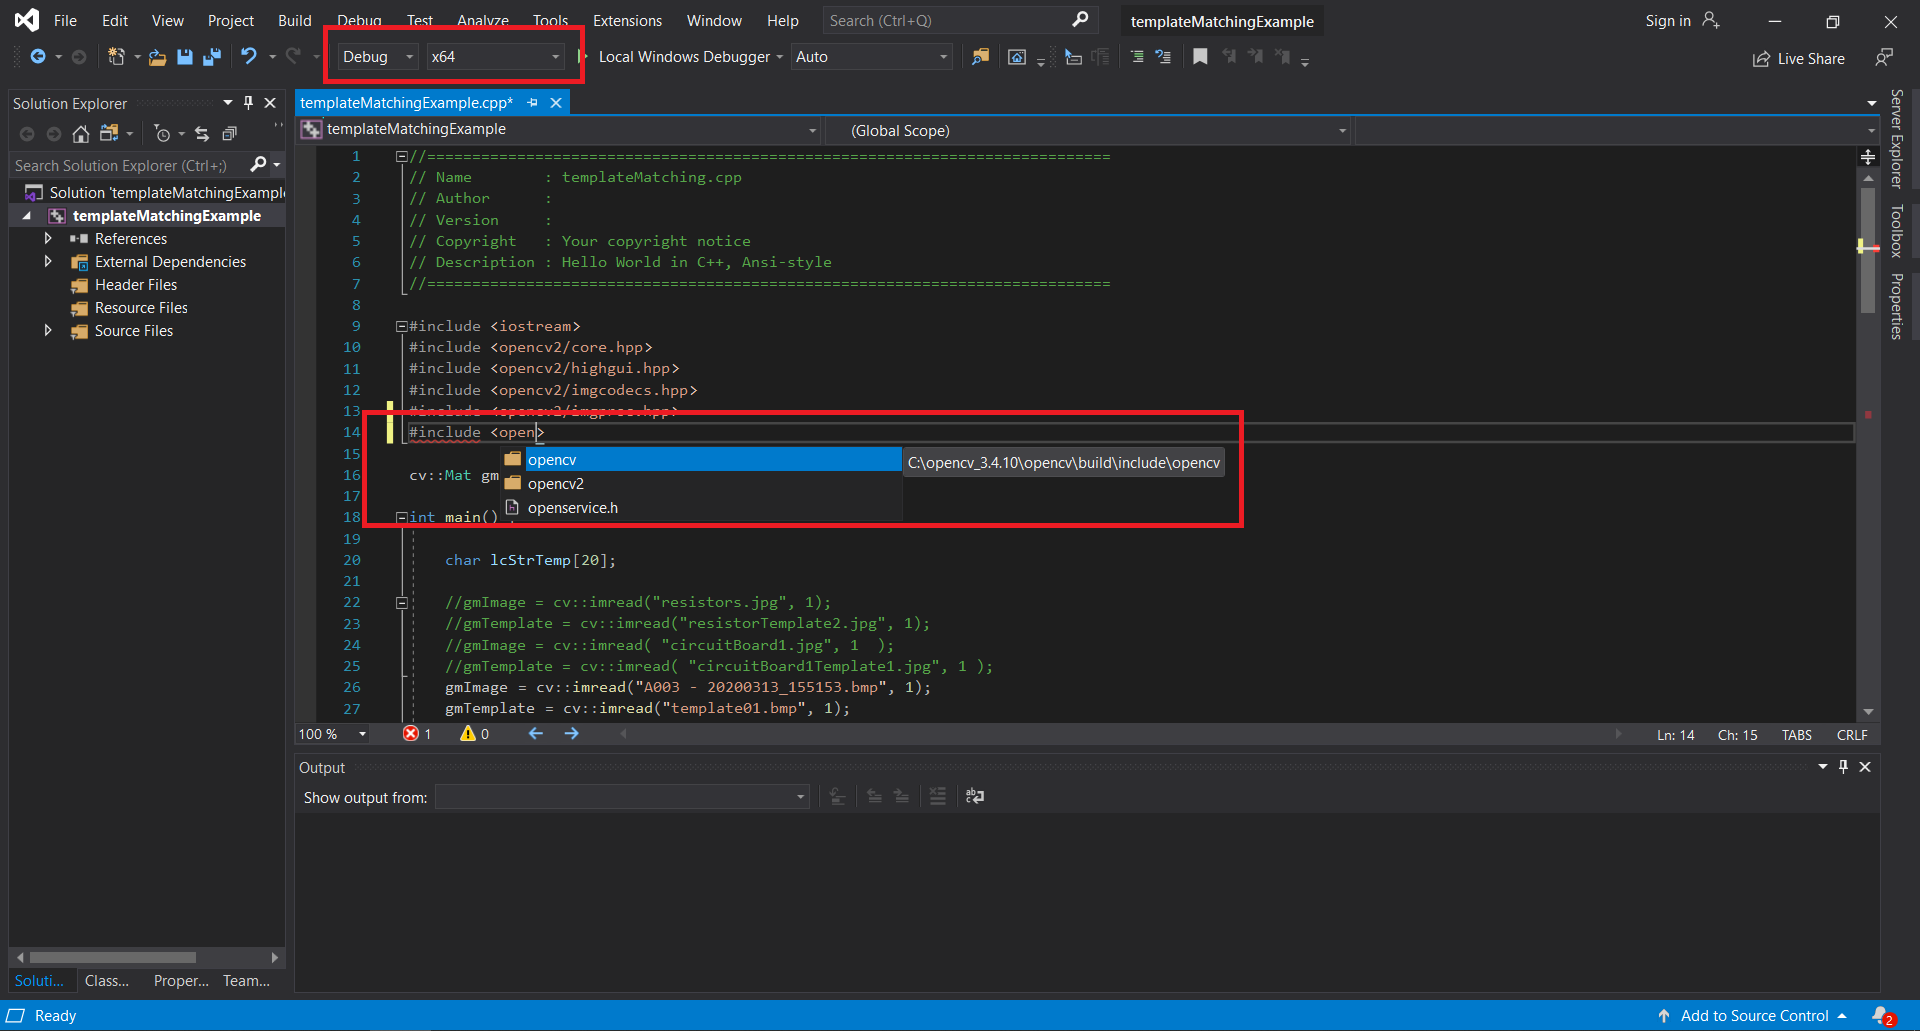 File Edit View Project Build Debug Test Analyze Tools Extensions Window Help Search (Ctrl+Q) templateMatchingExample Sign in
Debug x64 Local Windows Debugger Auto Live Share
Solution Explorer
Search Solution Explorer (Ctrl+;)
Solution 'templateMatchingExample
templateMatchingExample
References
External Dependencies
Header Files
Resource Files
Source Files
Soluti... Class... Proper... Team...
templateMatchingExample.cpp*
templateMatchingExample (Global Scope)
1 //============================================================================
2 // Name        : templateMatching.cpp
3 // Author      :
4 // Version     :
5 // Copyright   : Your copyright notice
6 // Description : Hello World in C++, Ansi-style
7 //============================================================================
8
9 #include <iostream>
10 #include <opencv2/core.hpp>
11 #include <opencv2/highgui.hpp>
12 #include <opencv2/imgcodecs.hpp>
13 #include <opencv2/imgproc.hpp>
14 #include <open>
15
opencv C:\opencv_3.4.10\opencv\build\include\opencv
16 cv::Mat gm
opencv2
17
openservice.h
18 int main()
19
20 char lcStrTemp[20];
21
22 //gmImage = cv::imread("resistors.jpg", 1);
23 //gmTemplate = cv::imread("resistorTemplate2.jpg", 1);
24 //gmImage = cv::imread( "circuitBoard1.jpg", 1  );
25 //gmTemplate = cv::imread( "circuitBoard1Template1.jpg", 1 );
26 gmImage = cv::imread("A003 - 20200313_155153.bmp", 1);
27 gmTemplate = cv::imread("template01.bmp", 1);
100 % 1 0 Ln: 14 Ch: 15 TABS CRLF
Output
Show output from:
Server Explorer
Toolbox
Properties
Ready Add to Source Control 2